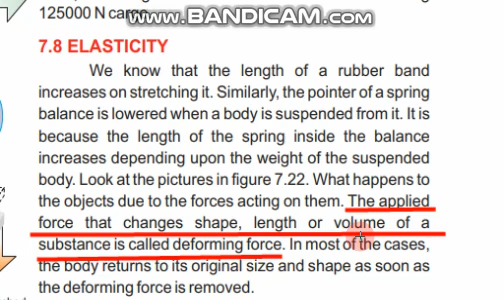 125000 N
www.BANDICAM.com
7.8 ELASTICITY
We know that the length of a rubber band
increases on stretching it. Similarly, the pointer of a spring
balance is lowered when a body is suspended from it. It is
because the length of the spring inside the balance
increases depending upon the weight of the suspended
body. Look at the pictures in figure 7.22. What happens to
the objects due to the forces acting on them. The applied
force that changes shape, length or volume of a
substance is called deforming force. In most of the cases,
the body returns to its original size and shape as soon as
the deforming force is removed.